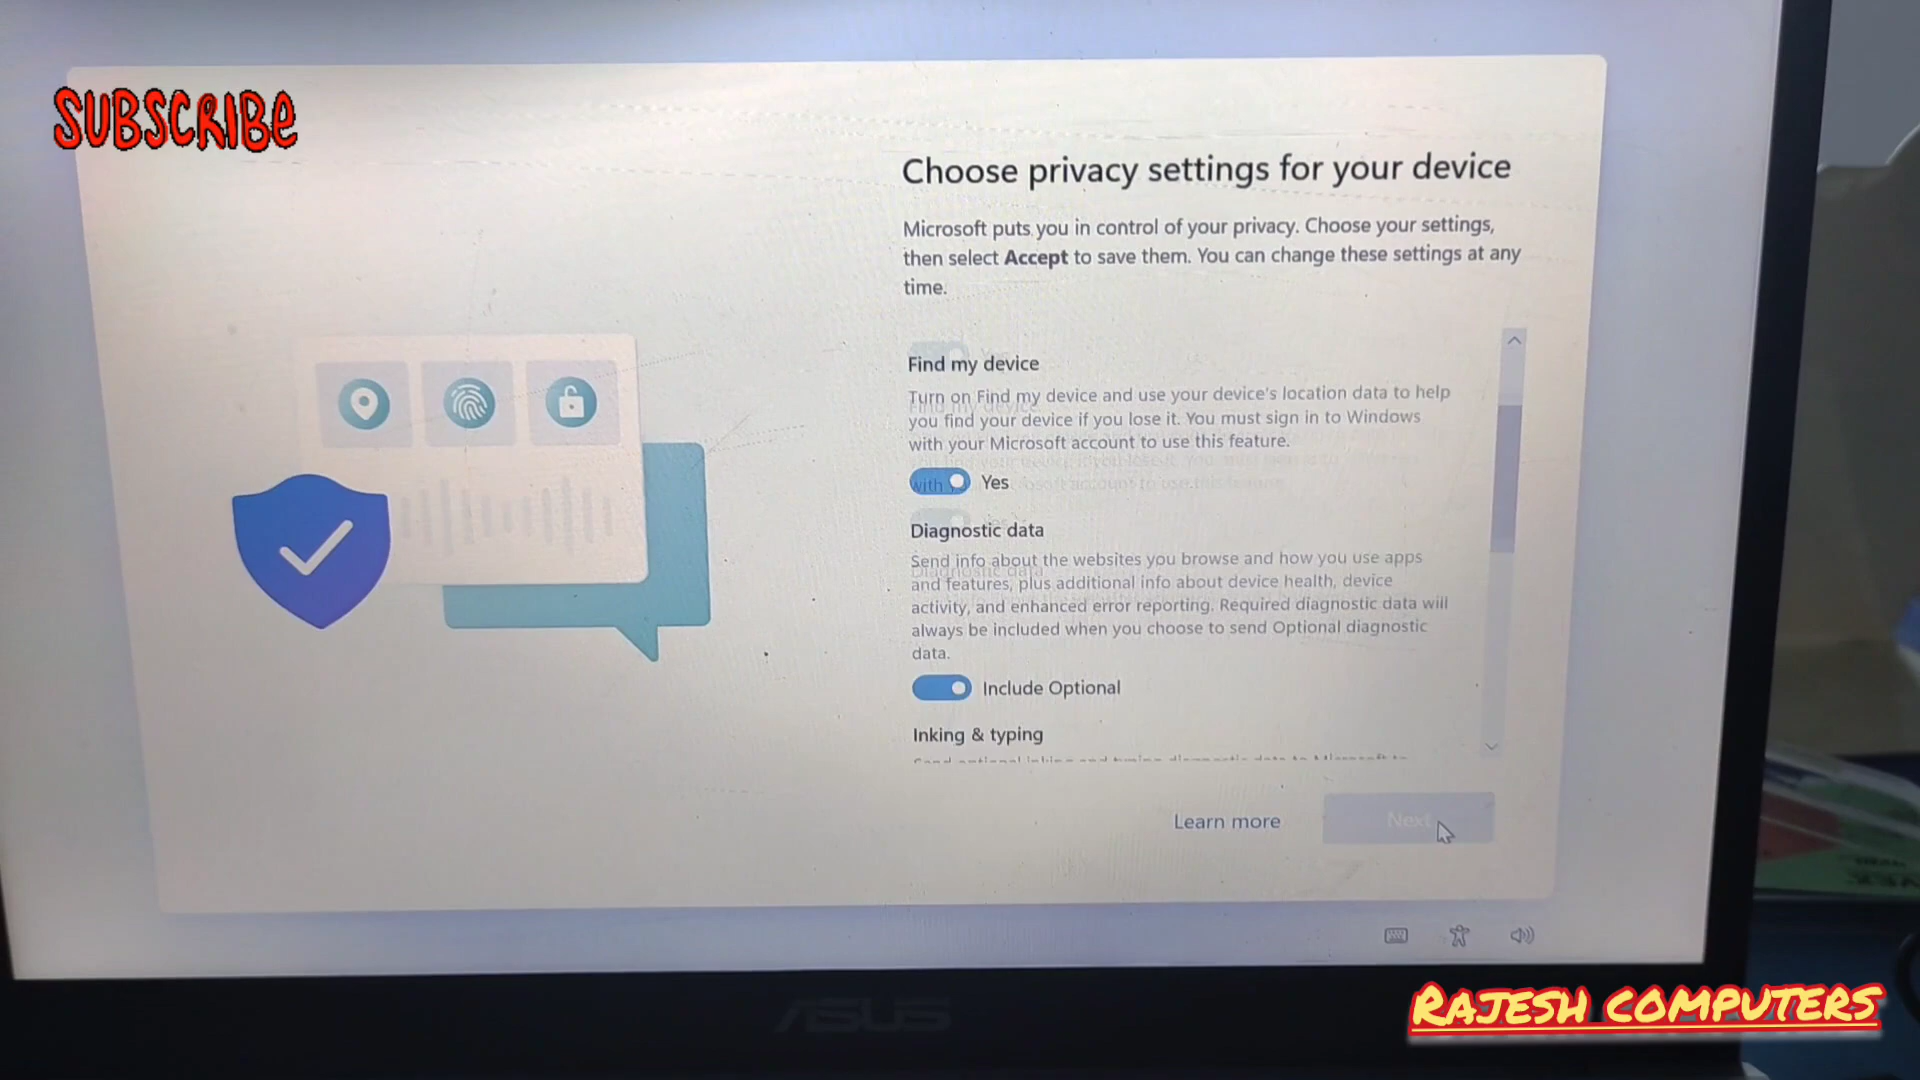 SUBSCRIBe
Choose privacy settings for your device
Microsoft puts you in control of your privacy. Choose your settings,
then select Accept to save them. You can change these settings at any
time.
Find my device
Turn on Find my device and use your device's location data to help
you find your device if you lose it. You must sign in to Windows
with your Microsoft account to use this feature.
Yes
Diagnostic data
Send info about the websites you browse and how you use apps
and features, plus additional info about device health, device
activity, and enhanced error reporting. Required diagnostic data will
always be included when you choose to send Optional diagnostic
data.
Include Optional
Inking & typing
Learn more
Next
ASUS
RAJESH COMPUTERS